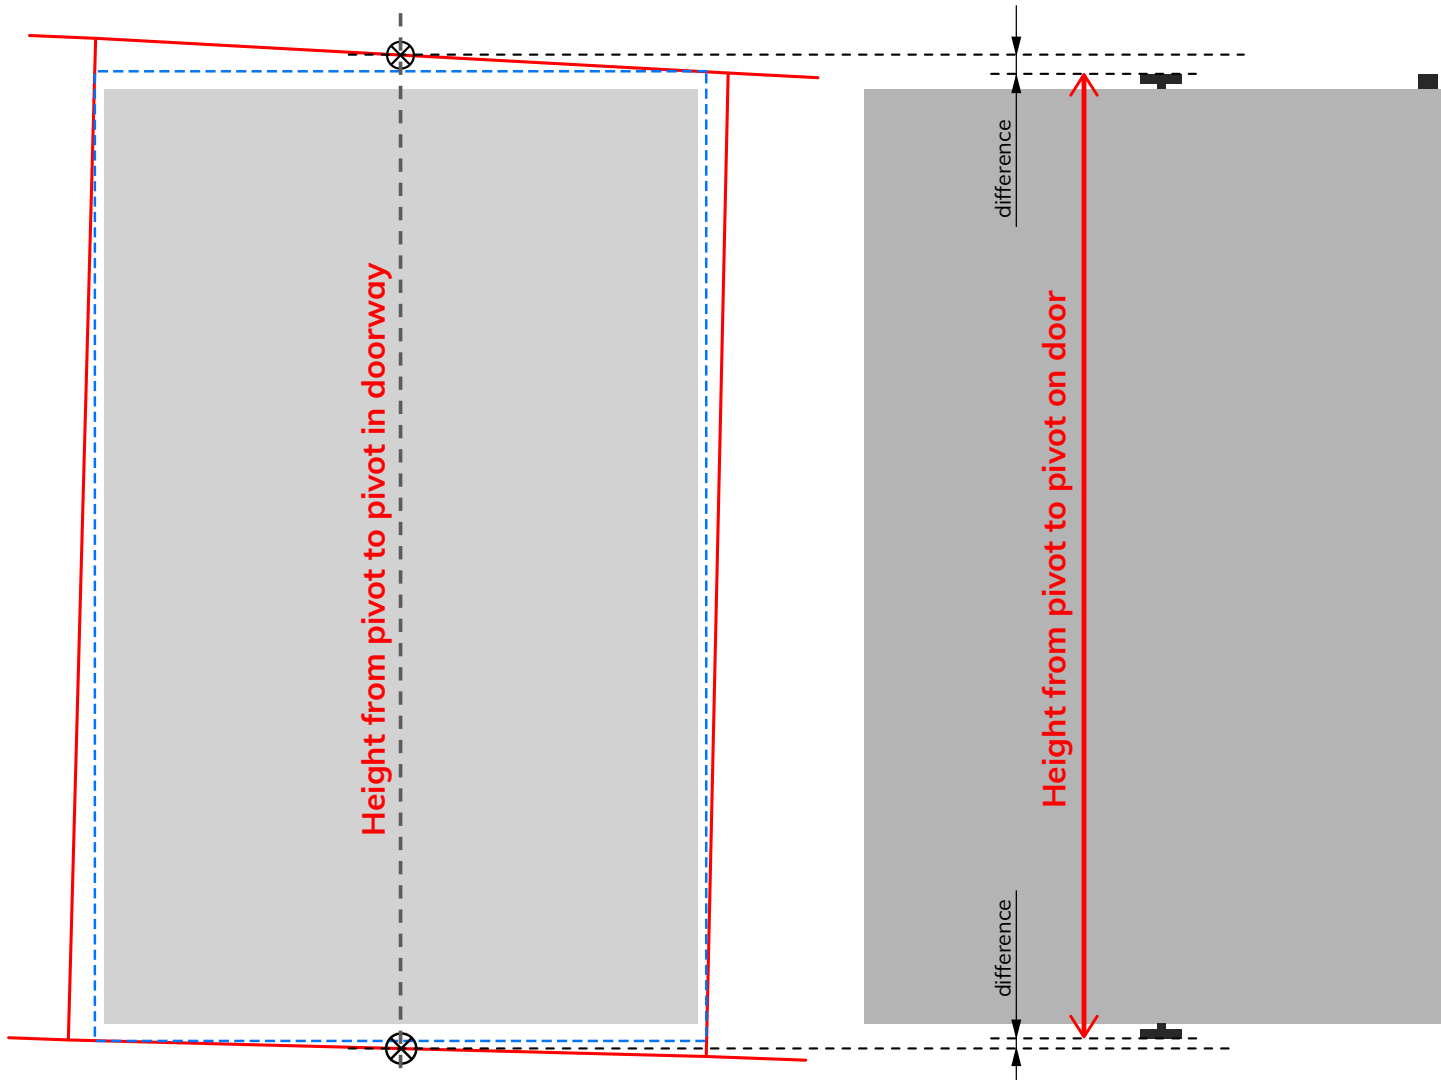 Height from pivot to pivot in doorway
difference
Height from pivot to pivot on door
difference